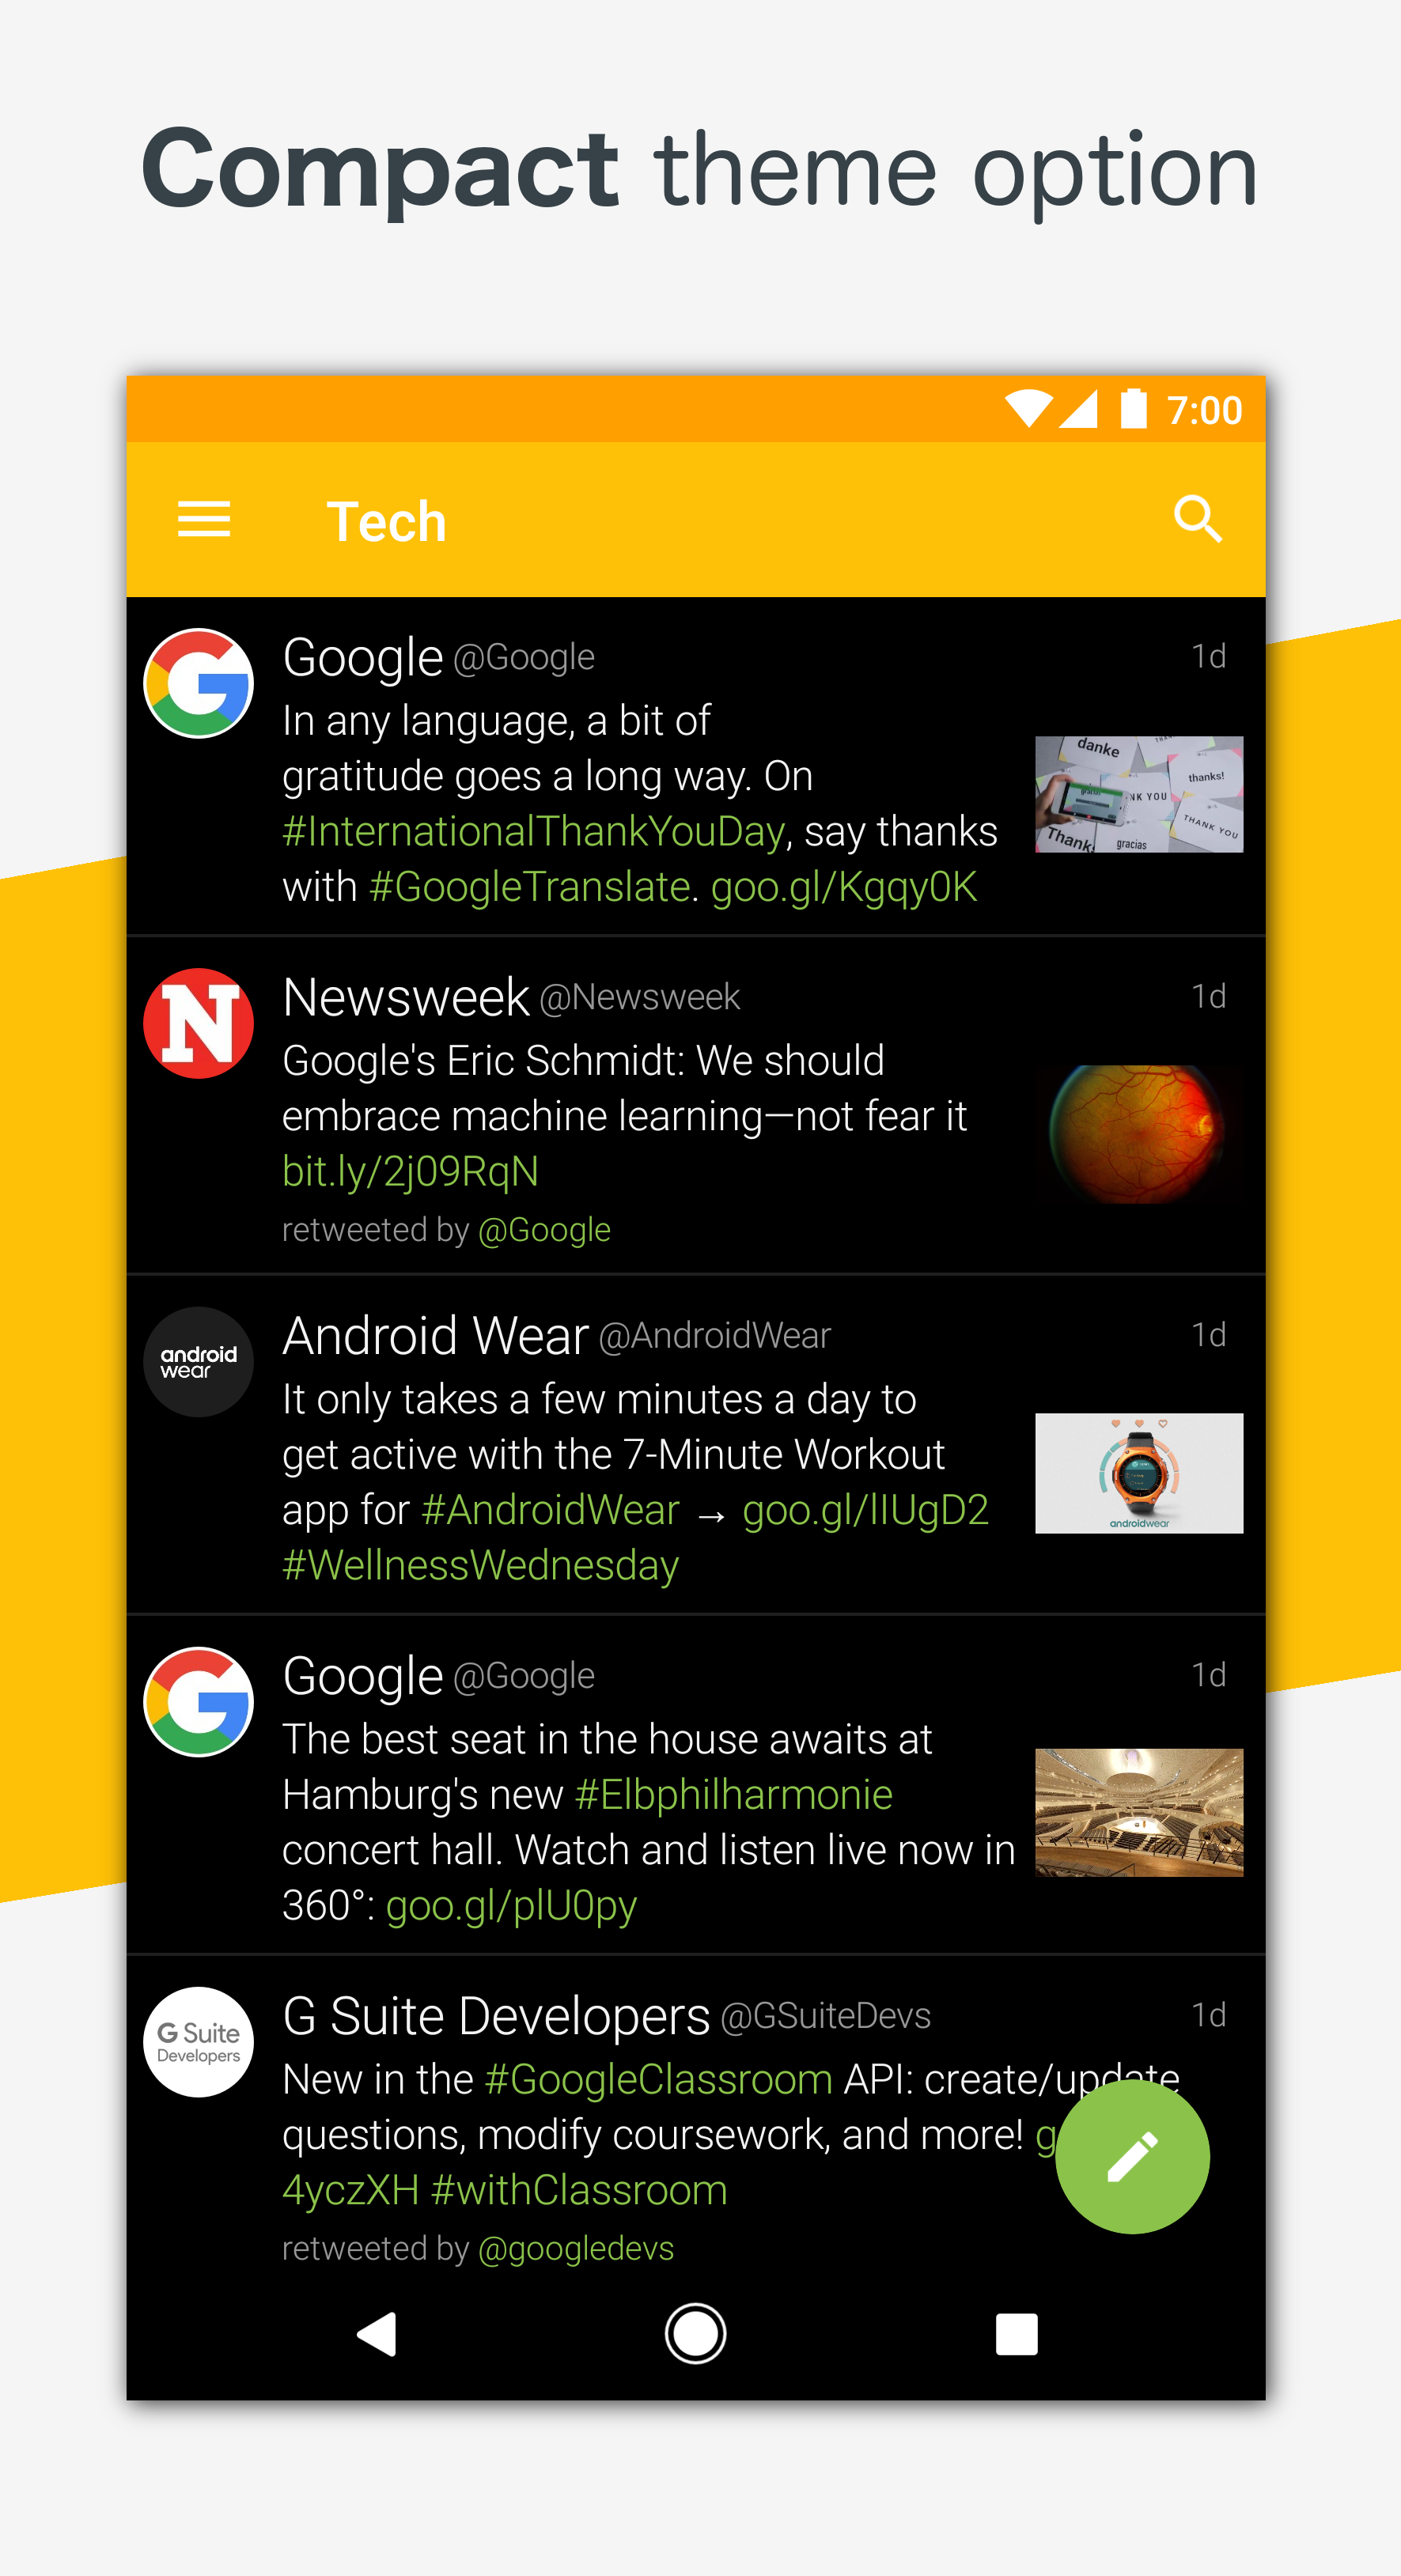 Compact theme option
7:00
Tech
Google @Google 1d
In any language, a bit of
gratitude goes a long way. On
#InternationalThankYouDay, say thanks
with #GoogleTranslate. goo.gl/Kgqy0K
danke
thanks!
NK YOU
THANK YOU
Thank
gracias
Newsweek @Newsweek 1d
Google's Eric Schmidt: We should
embrace machine learning—not fear it
bit.ly/2j09RqN
retweeted by @Google
android
wear
Android Wear @AndroidWear 1d
It only takes a few minutes a day to
get active with the 7-Minute Workout
app for #AndroidWear → goo.gl/lIUgD2
#WellnessWednesday
androidwear
Google @Google 1d
The best seat in the house awaits at
Hamburg's new #Elbphilharmonie
concert hall. Watch and listen live now in
360°: goo.gl/plU0py
G Suite
Developers
G Suite Developers @GSuiteDevs 1d
New in the #GoogleClassroom API: create/update
questions, modify coursework, and more! g
4yczXH #withClassroom
retweeted by @googledevs